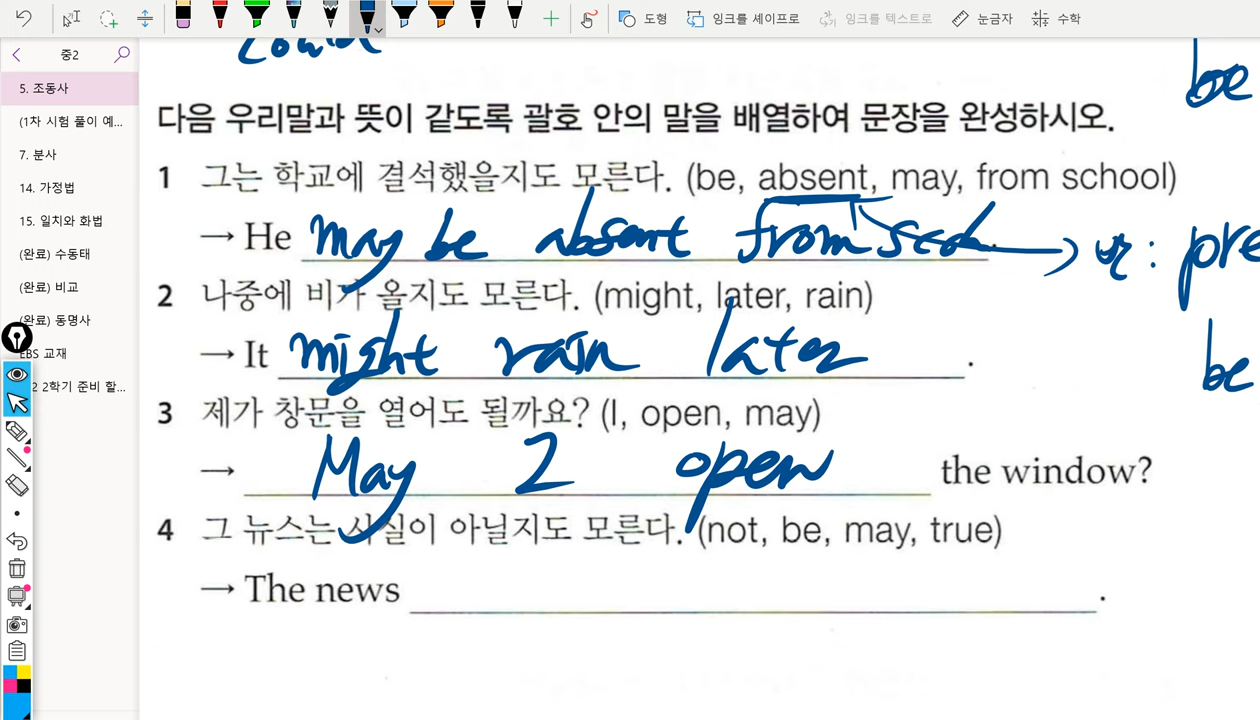 도형 잉크를 셰이프로 잉크를 텍스트로 눈금자 수학
중2
5. 조동사
(1차 시험 풀이 예...
7. 분사
14. 가정법
15. 일치와 화법
(완료) 수동태
(완료) 비교
(완료) 동명사
EBS 교재
2 2학기 준비 할...
could
be
다음 우리말과 뜻이 같도록 괄호 안의 말을 배열하여 문장을 완성하시오.
1 그는 학교에 결석했을지도 모른다. (be, absent, may, from school)
→ He may be absent from sch .
반 : pre
2 나중에 비가 올지도 모른다. (might, later, rain)
→ It might rain later .
be
3 제가 창문을 열어도 될까요? (I, open, may)
→ May I open the window?
4 그 뉴스는 사실이 아닐지도 모른다. (not, be, may, true)
→ The news .